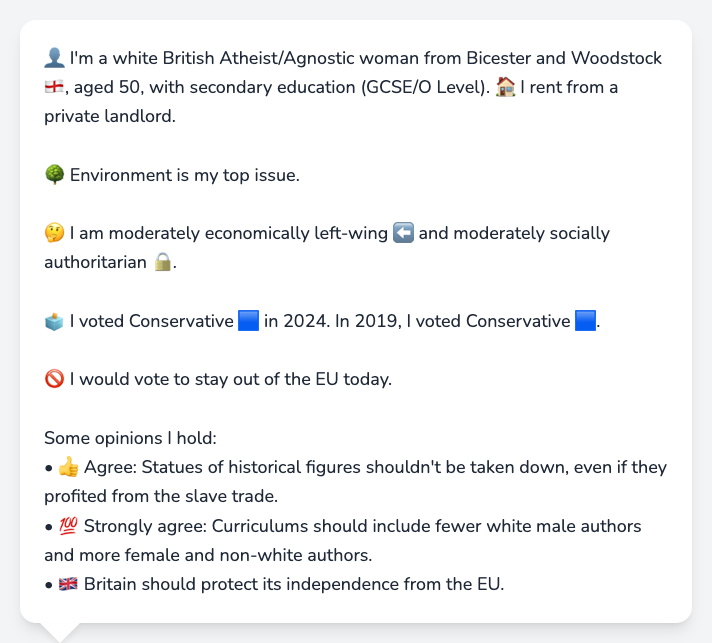 👤 I'm a white British Atheist/Agnostic woman from Bicester and Woodstock
🏴󠁧󠁢󠁥󠁮󠁧󠁿, aged 50, with secondary education (GCSE/O Level). 🏠 I rent from a
private landlord.
🌳 Environment is my top issue.
🤔 I am moderately economically left-wing ⬅️ and moderately socially
authoritarian 🔒.
🗳️ I voted Conservative 🟦 in 2024. In 2019, I voted Conservative 🟦.
🚫 I would vote to stay out of the EU today.
Some opinions I hold:
• 👍 Agree: Statues of historical figures shouldn't be taken down, even if they
profited from the slave trade.
• 💯 Strongly agree: Curriculums should include fewer white male authors
and more female and non-white authors.
• 🇬🇧 Britain should protect its independence from the EU.